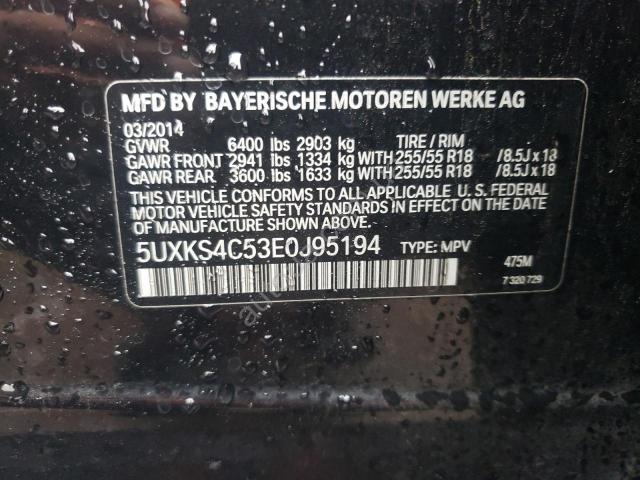 MFD BY BAYERISCHE MOTOREN WERKE AG
03/2014
GVWR 6400 lbs 2903 kg TIRE / RIM
GAWR FRONT 2941 lbs 1334 kg WITH 255/55 R18 /8.5J x 18
GAWR REAR 3600 lbs 1633 kg WITH 255/55 R18 /8.5J x 18
THIS VEHICLE CONFORMS TO ALL APPLICABLE U. S. FEDERAL
MOTOR VEHICLE SAFETY STANDARDS IN EFFECT ON THE DATE
OF MANUFACTURE SHOWN ABOVE.
5UXKS4C53E0J95194 TYPE: MPV
475M
7 320 729